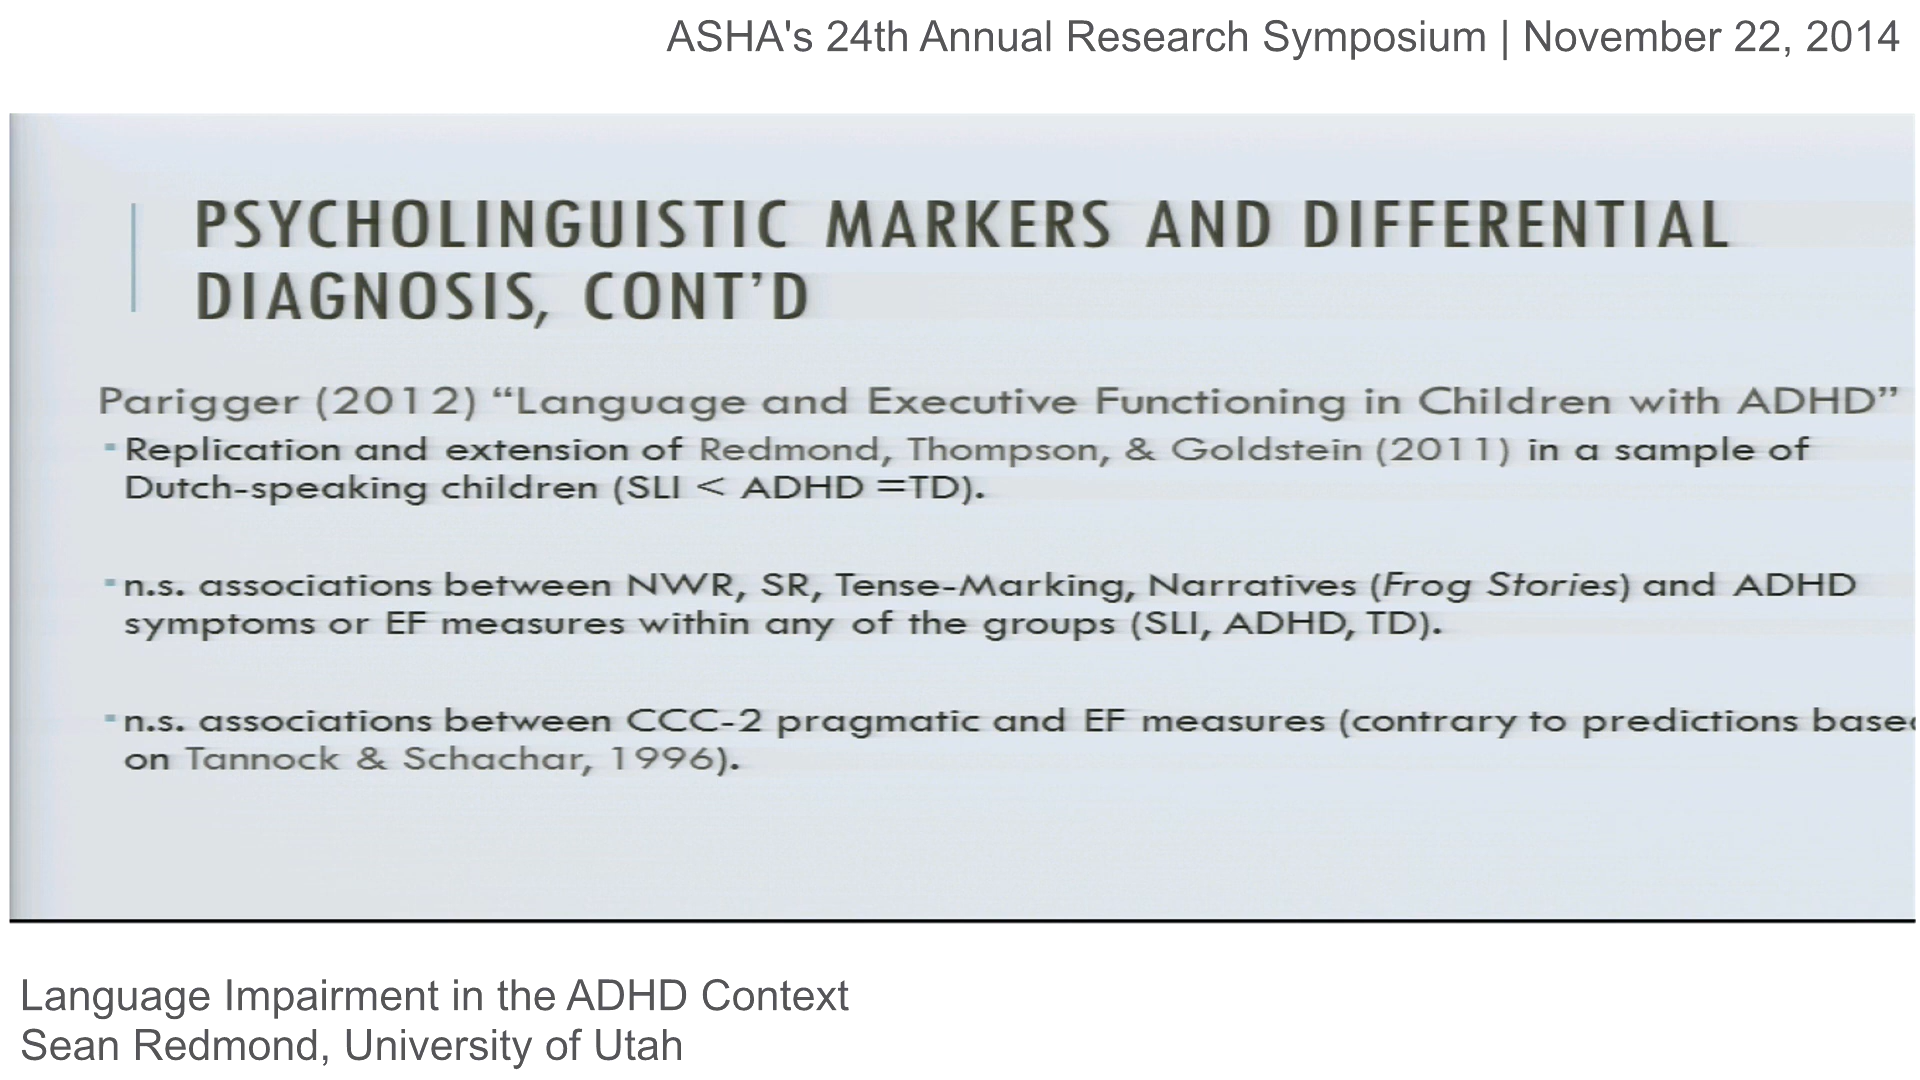 ASHA's 24th Annual Research Symposium | November 22, 2014
PSYCHOLINGUISTIC MARKERS AND DIFFERENTIAL
DIAGNOSIS, CONT’D
Parigger (2012) “Language and Executive Functioning in Children with ADHD”
▪ Replication and extension of Redmond, Thompson, & Goldstein (2011) in a sample of
Dutch-speaking children (SLI < ADHD =TD).
▪ n.s. associations between NWR, SR, Tense-Marking, Narratives (Frog Stories) and ADHD
symptoms or EF measures within any of the groups (SLI, ADHD, TD).
▪ n.s. associations between CCC-2 pragmatic and EF measures (contrary to predictions based
on Tannock & Schachar, 1996).
Language Impairment in the ADHD Context
Sean Redmond, University of Utah